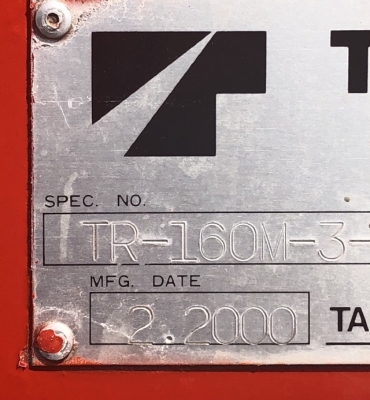 T
SPEC. NO.
TR-160M-3-
MFG. DATE
2.2000
TA